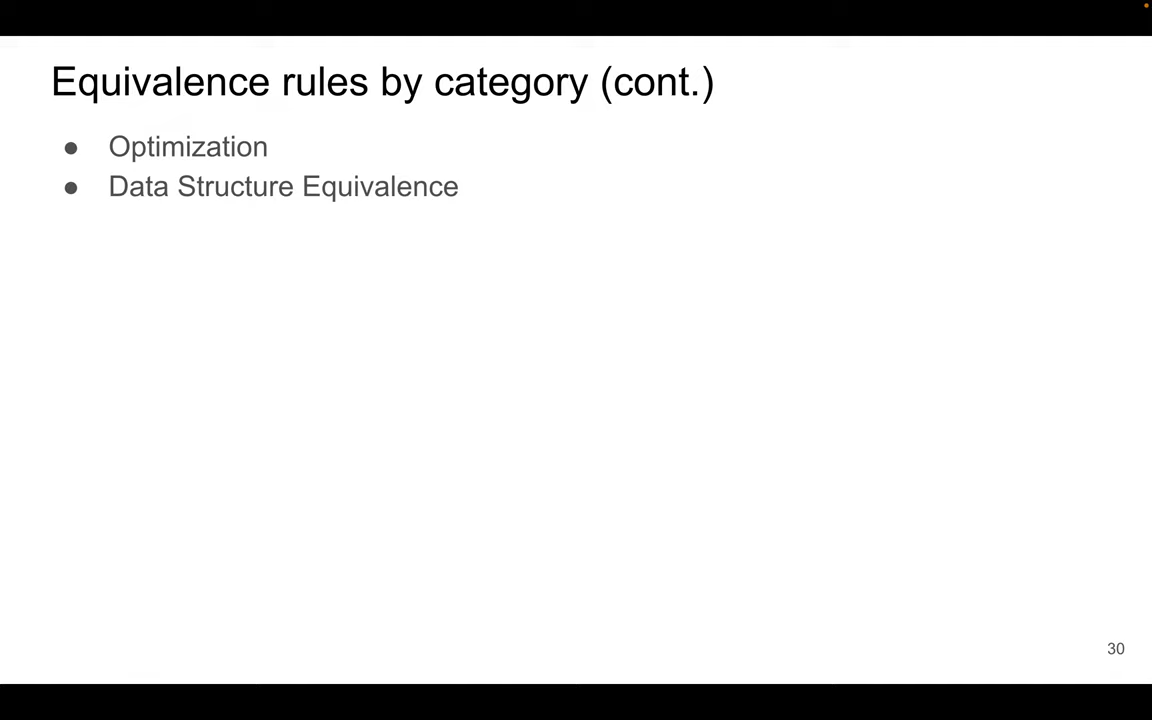 Equivalence rules by category (cont.)
● Optimization
● Data Structure Equivalence
30